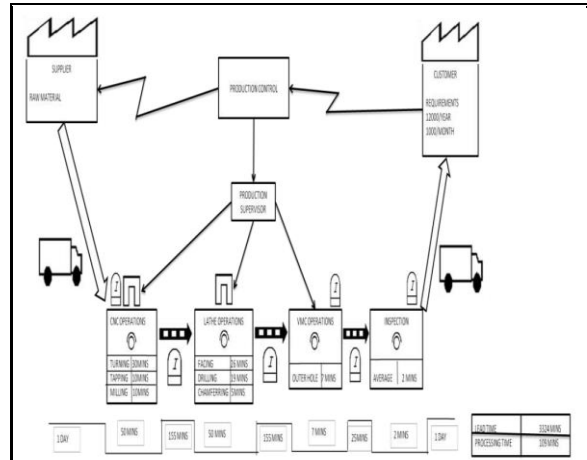 SUPPLIER
RAW MATERIAL
PRODUCTION CONTROL
CUSTOMER
REQUIREMENTS
12000/YEAR
1000/MONTH
PRODUCTION
SUPERVISOR
I
I
I
CNC OPERATIONS
TURNING 30MINS
TAPPING 10MINS
MILLING 10MINS
I
LATHE OPERATIONS
FACING 26 MINS
DRILLING 19 MINS
CHAMFERRING 5MINS
I
VMC OPERATIONS
OUTER HOLE 7 MINS
I
INSPECTION
AVERAGE 2 MINS
1 DAY
50 MINS
155 MINS
50 MINS
155 MINS
7 MINS
25MINS
2 MINS
1 DAY
LEAD TIME 3324 MINS
PROCESSING TIME 109 MINS